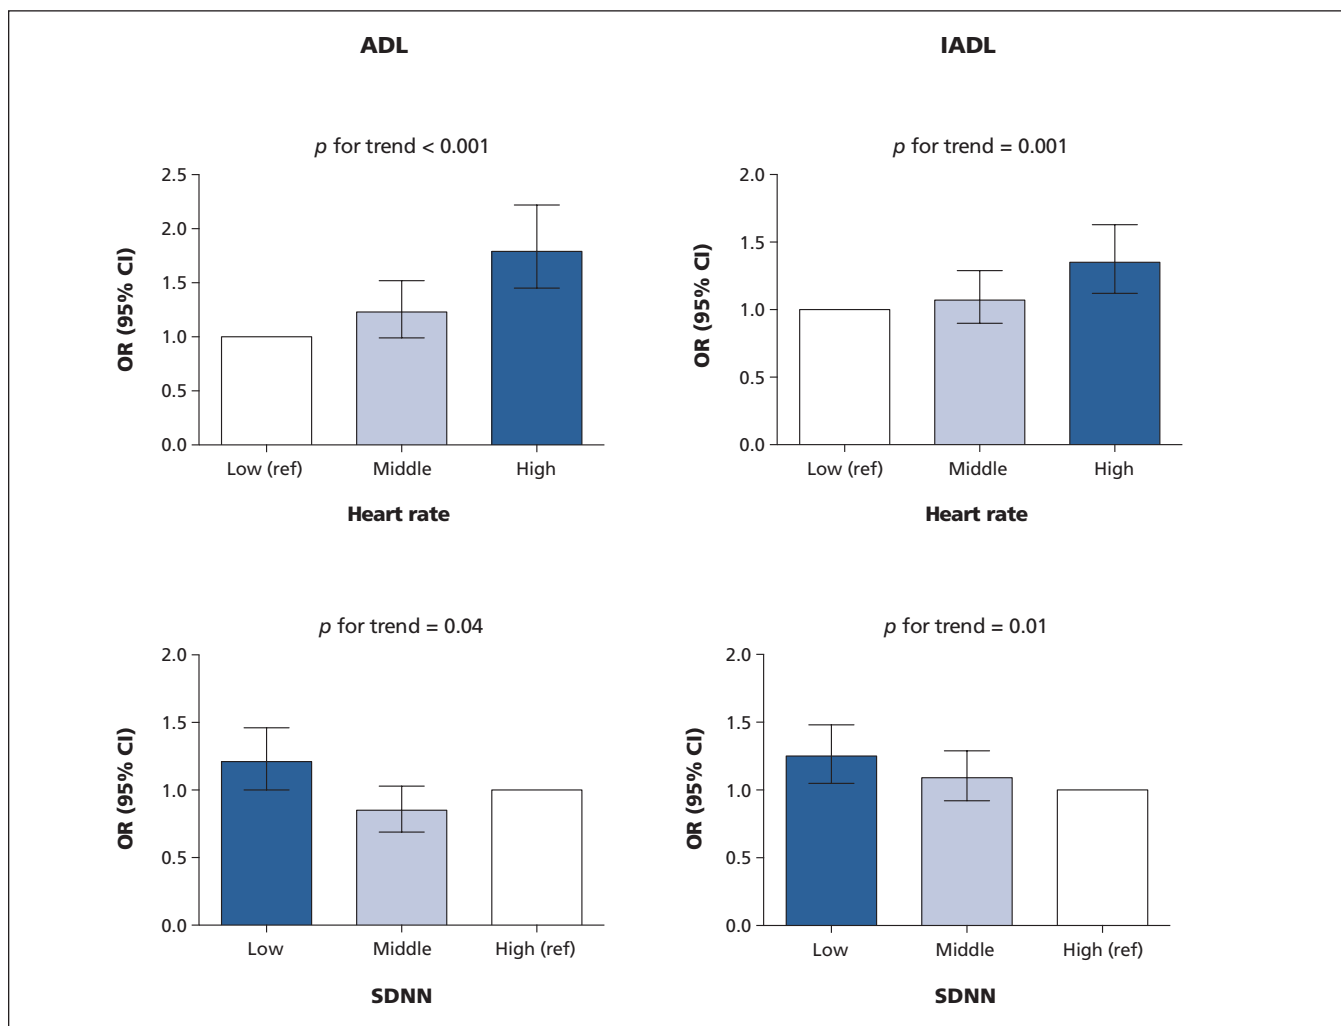 ADL
IADL
p for trend < 0.001
2.5
2.0
1.5
1.0
0.5
0.0
OR (95% CI)
Low (ref) Middle High
Heart rate
p for trend = 0.001
2.0
1.5
1.0
0.5
0.0
OR (95% CI)
Low (ref) Middle High
Heart rate
p for trend = 0.04
2.0
1.5
1.0
0.5
0.0
OR (95% CI)
Low Middle High (ref)
SDNN
p for trend = 0.01
2.0
1.5
1.0
0.5
0.0
OR (95% CI)
Low Middle High (ref)
SDNN